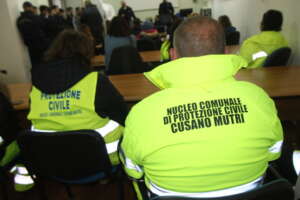 PROTEZIONE
CIVILE
NUCLEO COMUNALE
DI PROTEZIONE CIVILE
CUSANO MUTRI